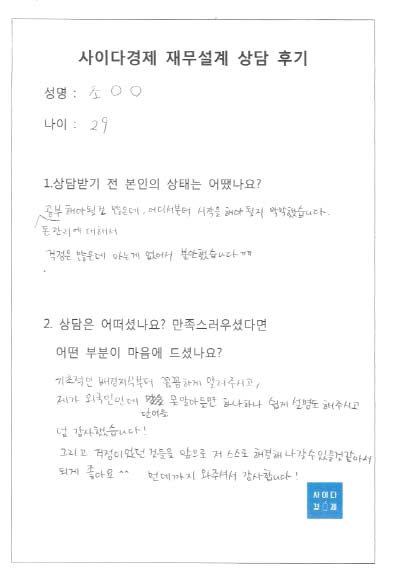 사이다경제 재무설계 상담 후기
성명 : 조 O O
나이 : 29
1.상담받기 전 본인의 상태는 어땠나요?
공부해야될건 많은데, 어디서부터 시작을 해야 될지 막막했습니다.
돈관리에 대해서
걱정은 많은데 아는게 없어서 불안했습니다 ㅠㅠ
2. 상담은 어떠셨나요? 만족스러우셨다면
어떤 부분이 마음에 드셨나요?
기초적인 배경지식부터 꼼꼼하게 알려주시고,
제가 외국인인데 못알아듣는 하나하나 쉽게 설명도 해주시고
단어를
넘 감사했습니다!
그리고 걱정이었던 것들을 앞으로 저 스스로 해결해 나갈수있을것같아서
되게 좋아요 ^^ 먼데까지 와주셔서 감사합니다!
사이다
경제